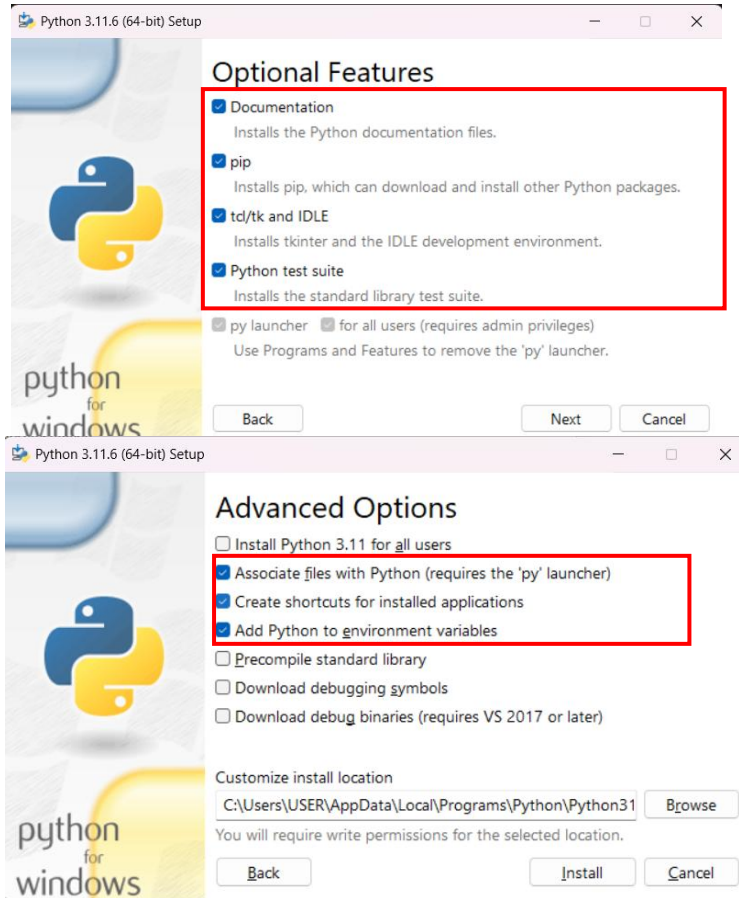 Python 3.11.6 (64-bit) Setup
Optional Features
Documentation
Installs the Python documentation files.
pip
Installs pip, which can download and install other Python packages.
tcl/tk and IDLE
Installs tkinter and the IDLE development environment.
Python test suite
Installs the standard library test suite.
py launcher for all users (requires admin privileges)
Use Programs and Features to remove the 'py' launcher.
python
for
windows
Back Next Cancel
Python 3.11.6 (64-bit) Setup
Advanced Options
Install Python 3.11 for all users
Associate files with Python (requires the 'py' launcher)
Create shortcuts for installed applications
Add Python to environment variables
Precompile standard library
Download debugging symbols
Download debug binaries (requires VS 2017 or later)
Customize install location
C:\Users\USER\AppData\Local\Programs\Python\Python31 Browse
You will require write permissions for the selected location.
python
for
windows
Back Install Cancel